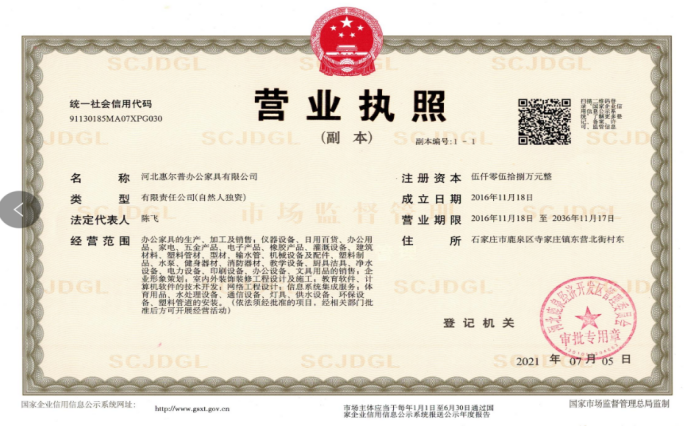 统一社会信用代码
91130185MA07XPG030
营业执照
(副 本)
副本编号:1 - 1
扫描二维码登
录“国家企业信
用信息公示系
统”了解更多登
记、备案、许
可、监管信息
名 称 河北惠尔普办公家具有限公司
类 型 有限责任公司(自然人独资)
法定代表人 陈飞
经营范围 办公家具的生产、加工及销售;仪器设备、日用百货、办公用
品、家电、五金产品、电子产品、橡胶产品、灌溉设备、建筑
材料、塑料管材、型材、输水管、机械设备及配件、塑料制
品、水泵、健身器材、消防器材、教学设备、厨具洁具、净水
设备、电力设备、印刷设备、办公设备、文具用品的销售;企
业形象策划;室内外装饰装修工程设计及施工;教育软件、计
算机软件的技术开发;网络工程设计;信息系统集成服务;体
育用品、水处理设备、通信设备、灯具、供水设备、环保设
备、塑料管道的安装。(依法须经批准的项目,经相关部门批
准后方可开展经营活动)
注册资本 伍仟零伍拾捌万元整
成立日期 2016年11月18日
营业期限 2016年11月18日 至 2036年11月17日
住 所 石家庄市鹿泉区寺家庄镇东营北街村东
登记机关
审批专用章
2021 年 07 月 05 日
SCJDGL
市场监督管理
国家企业信用信息公示系统网址:
http://www.gsxt.gov.cn
市场主体应当于每年1月1日至6月30日通过国
家企业信用信息公示系统报送公示年度报告
国家市场监督管理总局监制